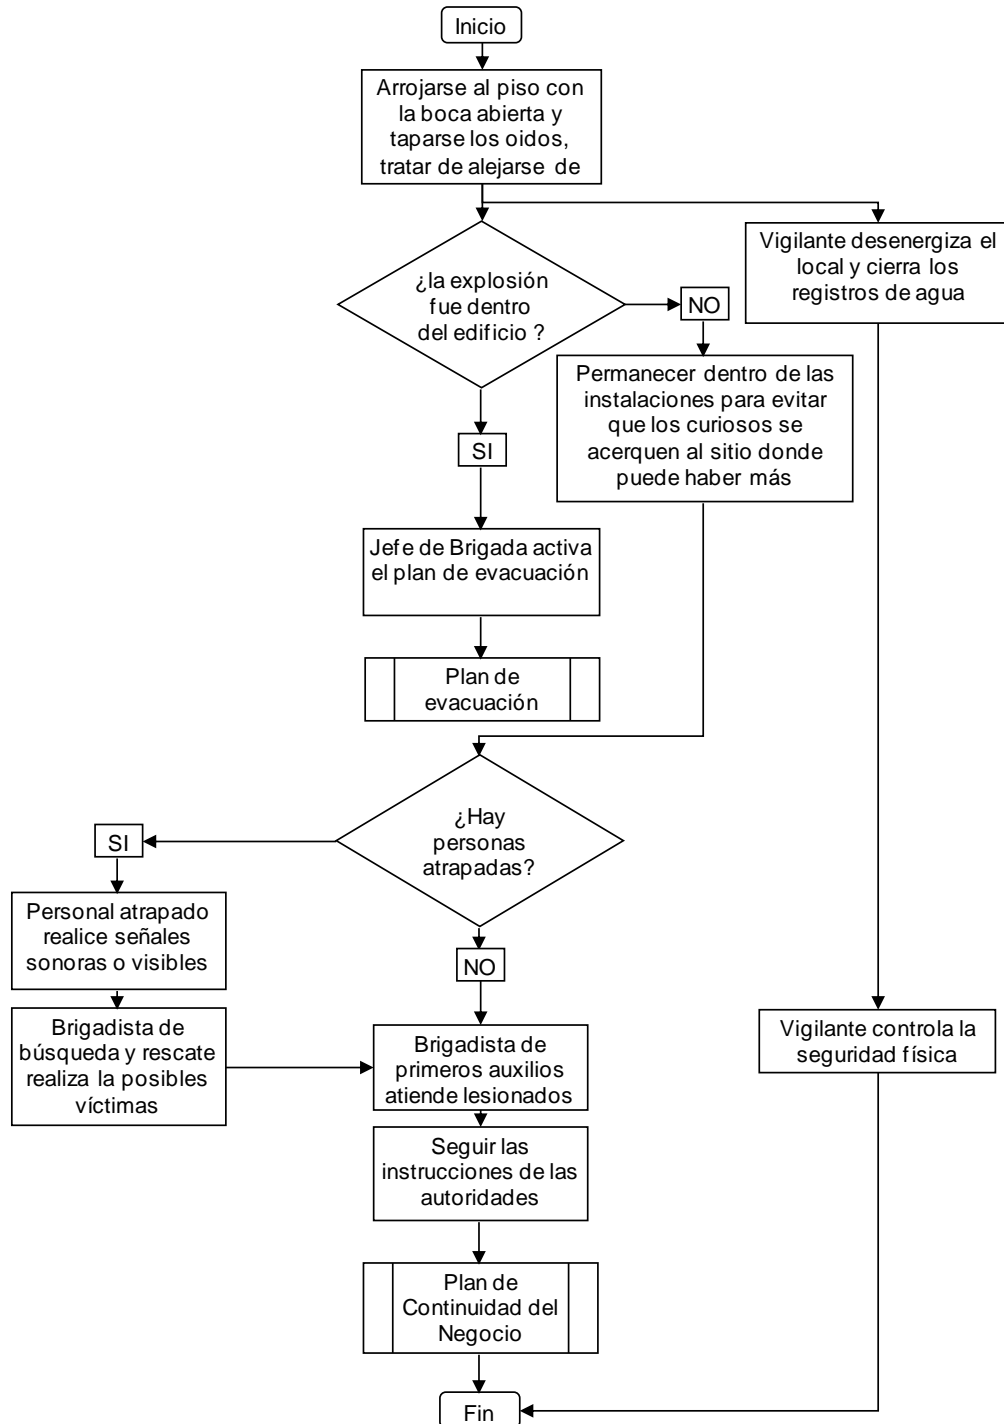 Inicio
Arrojarse al piso con
la boca abierta y
taparse los oidos,
tratar de alejarse de
¿la explosión
fue dentro
del edificio ?
Vigilante desenergiza el
local y cierra los
registros de agua
NO
Permanecer dentro de las
instalaciones para evitar
que los curiosos se
acerquen al sitio donde
puede haber más
SI
Jefe de Brigada activa
el plan de evacuación
Plan de
evacuación
¿Hay
personas
atrapadas?
SI
Personal atrapado
realice señales
sonoras o visibles
NO
Brigadista de
búsqueda y rescate
realiza la posibles
víctimas
Brigadista de
primeros auxilios
atiende lesionados
Vigilante controla la
seguridad física
Seguir las
instrucciones de las
autoridades
Plan de
Continuidad del
Negocio
Fin